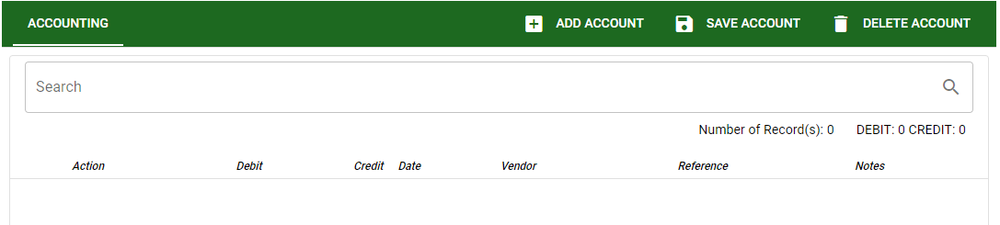 ACCOUNTING ADD ACCOUNT SAVE ACCOUNT DELETE ACCOUNT
Search
Number of Record(s): 0 DEBIT: 0 CREDIT: 0
Action Debit Credit Date Vendor Reference Notes